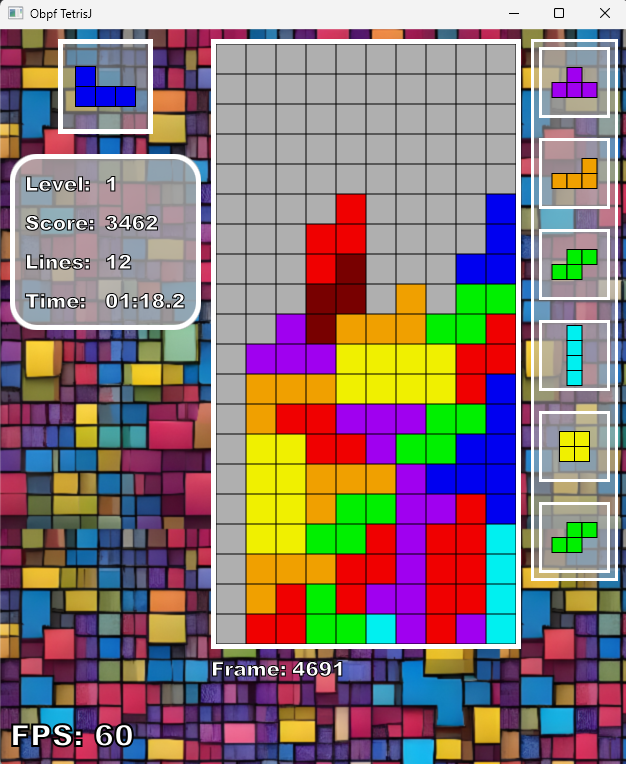 Obpf TetrisJ
Level: 1
Score: 3462
Lines: 12
Time: 01:18.2
Frame: 4691
FPS: 60